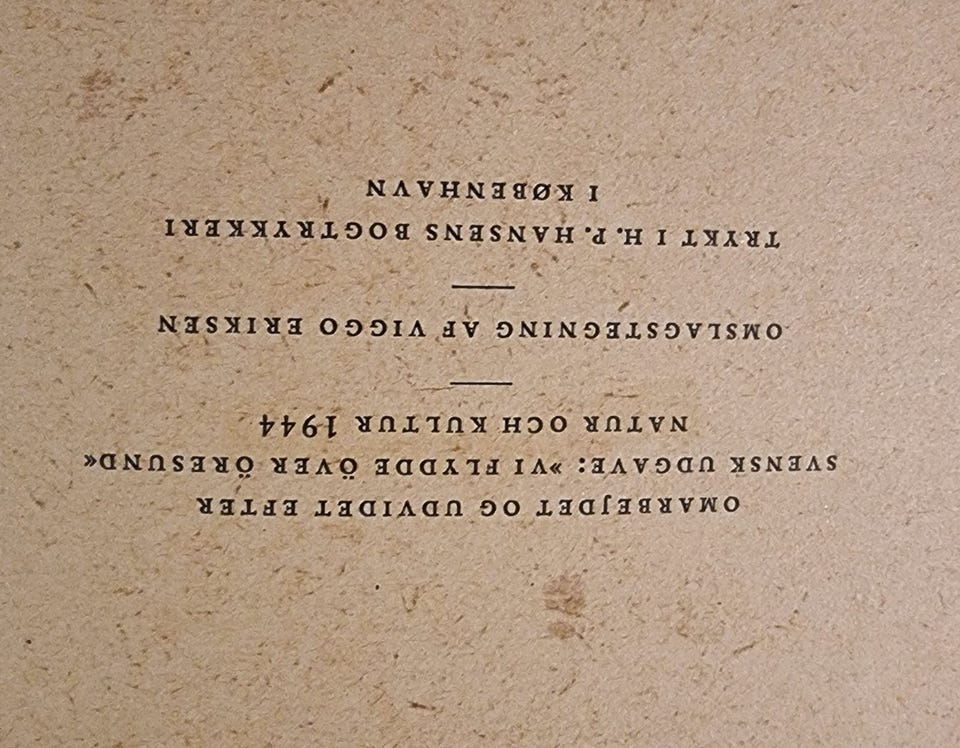 OMARBEJDET OG UDVIDET EFTER
SVENSK UDGAVE: »VI FLYDDE ÖVER ÖRESUND«
NATUR OCH KULTUR 1944
OMSLAGSTEGNING AF VIGGO ERIKSEN
TRYKT I H. P. HANSENS BOGTRYKKERI
I KØBENHAVN